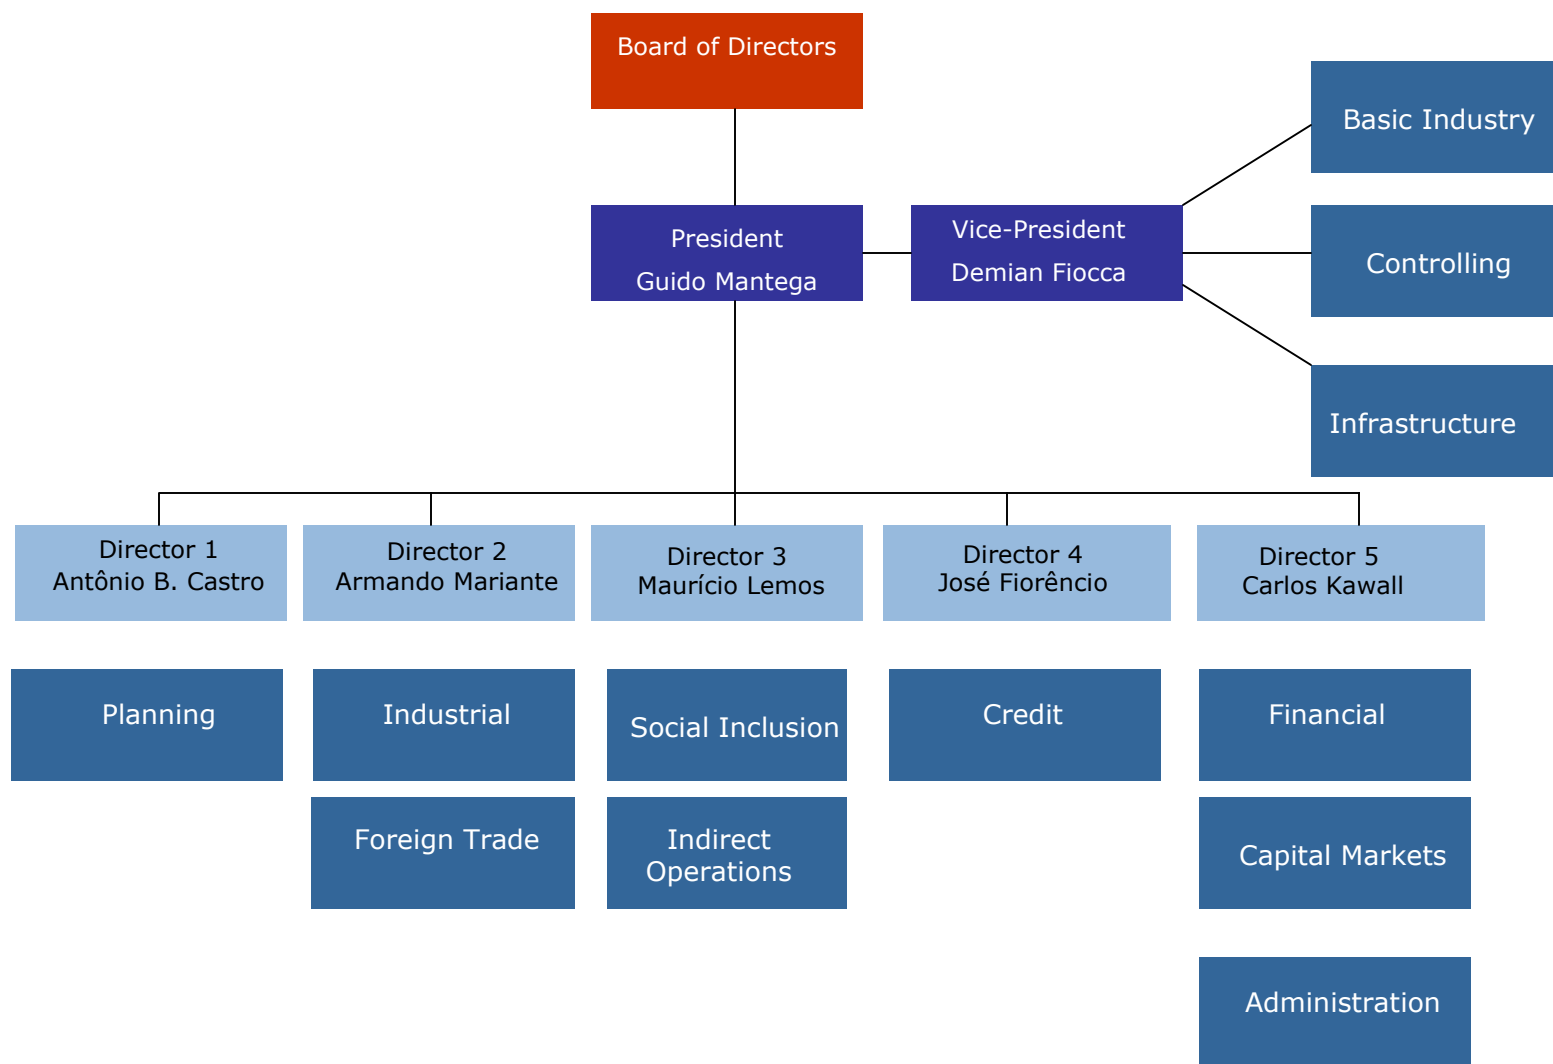 Board of Directors
Basic Industry
President
Guido Mantega
Vice-President
Demian Fiocca
Controlling
Infrastructure
Director 1
Antônio B. Castro
Director 2
Armando Mariante
Director 3
Maurício Lemos
Director 4
José Fiorêncio
Director 5
Carlos Kawall
Planning
Industrial
Social Inclusion
Credit
Financial
Foreign Trade
Indirect
Operations
Capital Markets
Administration